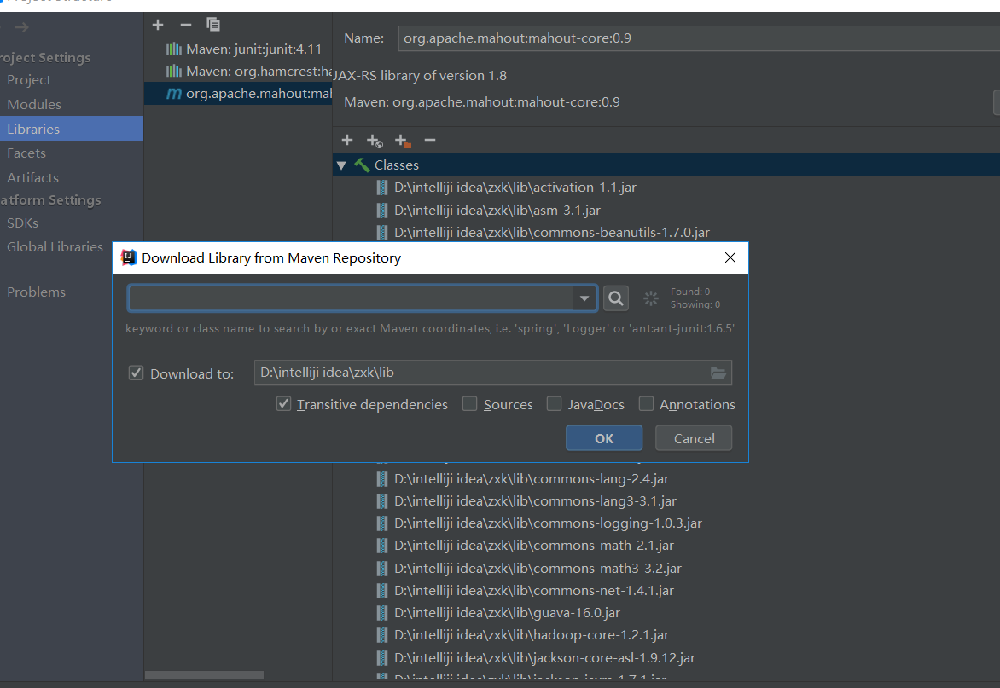 Project Structure
roject Settings
Project
Modules
Libraries
Facets
Artifacts
atform Settings
SDKs
Global Libraries
Problems
Maven: junit:junit:4.11
Maven: org.hamcrest:ha
org.apache.mahout:mah
Name: org.apache.mahout:mahout-core:0.9
JAX-RS library of version 1.8
Maven: org.apache.mahout:mahout-core:0.9
Classes
D:\intelliji idea\zxk\lib\activation-1.1.jar
D:\intelliji idea\zxk\lib\asm-3.1.jar
D:\intelliji idea\zxk\lib\commons-beanutils-1.7.0.jar
Download Library from Maven Repository
Found: 0
Showing: 0
keyword or class name to search by or exact Maven coordinates, i.e. 'spring', 'Logger' or 'ant:ant-junit:1.6.5'
Download to: D:\intelliji idea\zxk\lib
Transitive dependencies Sources JavaDocs Annotations
OK Cancel
D:\intelliji idea\zxk\lib\commons-lang-2.4.jar
D:\intelliji idea\zxk\lib\commons-lang3-3.1.jar
D:\intelliji idea\zxk\lib\commons-logging-1.0.3.jar
D:\intelliji idea\zxk\lib\commons-math-2.1.jar
D:\intelliji idea\zxk\lib\commons-math3-3.2.jar
D:\intelliji idea\zxk\lib\commons-net-1.4.1.jar
D:\intelliji idea\zxk\lib\guava-16.0.jar
D:\intelliji idea\zxk\lib\hadoop-core-1.2.1.jar
D:\intelliji idea\zxk\lib\jackson-core-asl-1.9.12.jar